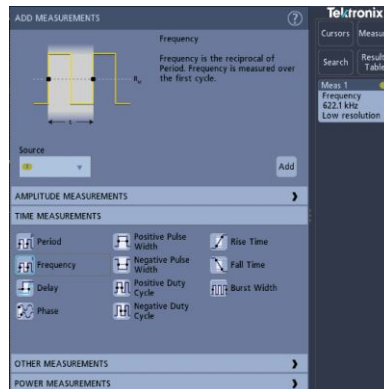 ADD MEASUREMENTS
?
Tektronix
Cursors
Search
Frequency
Frequency is the reciprocal of
Period. Frequency is measured over
the first cycle.
Source
Add
Meas 1
Frequency
622.1 kHz
Low resolution
AMPLITUDE MEASUREMENTS
TIME MEASUREMENTS
Period
Positive Pulse
Width
Rise Time
Frequency
Negative Pulse
Width
Fall Time
Delay
Positive Duty
Cycle
Burst Width
Phase
Negative Duty
Cycle
OTHER MEASUREMENTS
POWER MEASUREMENTS